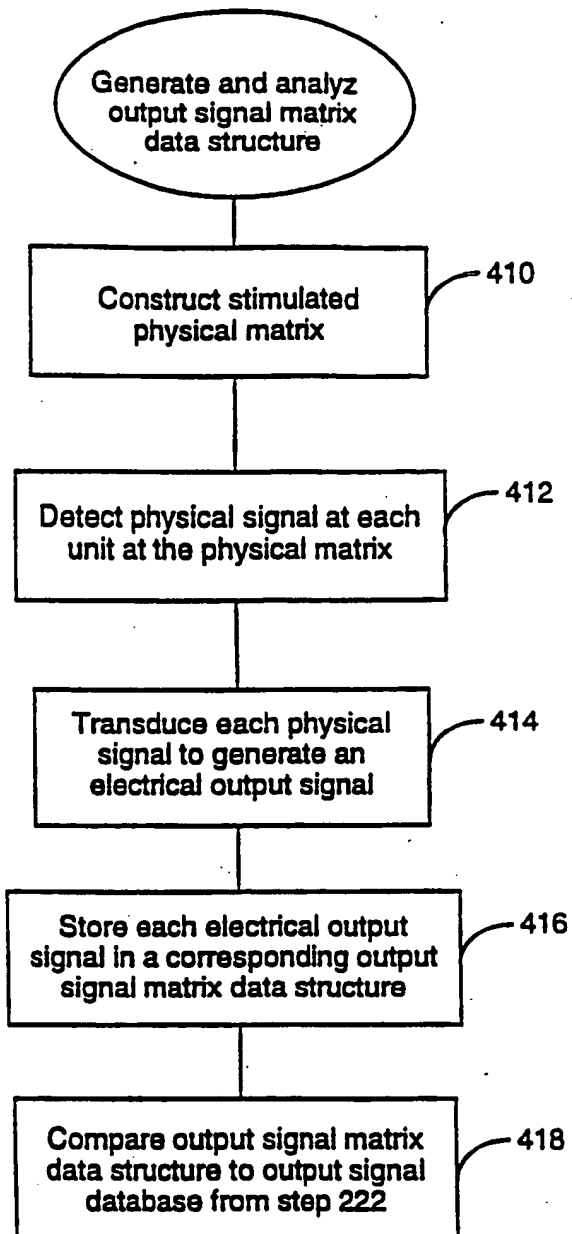 Generate and analyz
output signal matrix
data structure
410
Construct stimulated
physical matrix
412
Detect physical signal at each
unit at the physical matrix
414
Transduce each physical
signal to generate an
electrical output signal
416
Store each electrical output
signal in a corresponding output
signal matrix data structure
418
Compare output signal matrix
data structure to output signal
database from step 222